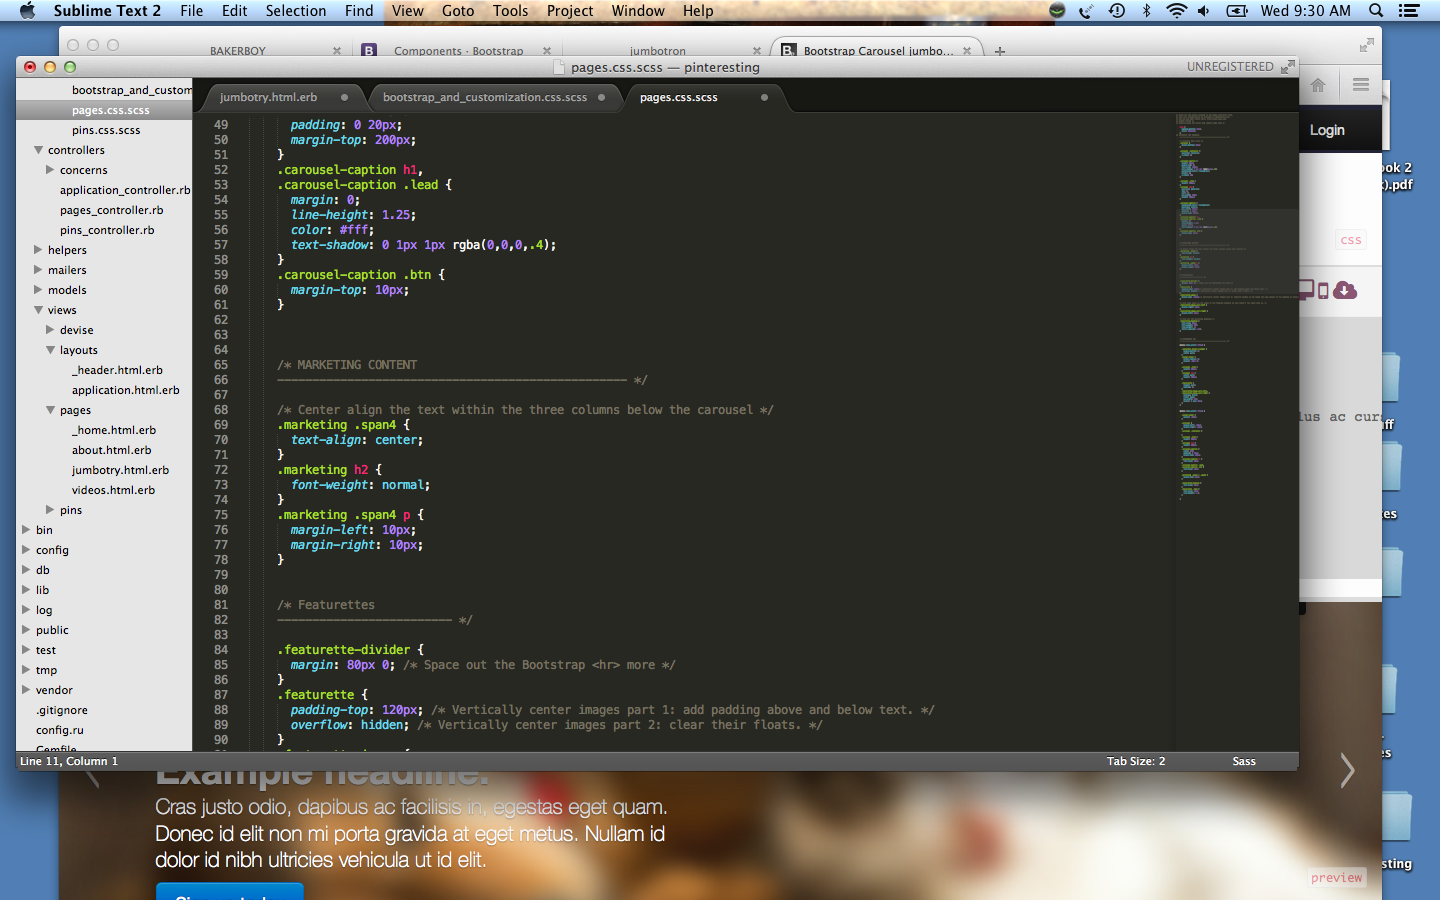 Sublime Text 2 File Edit Selection Find View Goto Tools Project Window Help Wed 9:30 AM
BAKERBOY
B Components · Bootstrap
jumbotron
Bootstrap Carousel jumbo...
pages.css.scss — pinteresting
UNREGISTERED
bootstrap_and_custom
pages.css.scss
pins.css.scss
controllers
concerns
application_controller.rb
pages_controller.rb
pins_controller.rb
helpers
mailers
models
views
devise
layouts
_header.html.erb
application.html.erb
pages
_home.html.erb
about.html.erb
jumbotry.html.erb
videos.html.erb
pins
bin
config
db
lib
log
public
test
tmp
vendor
.gitignore
config.ru
Gemfile
jumbotry.html.erb
bootstrap_and_customization.css.scss
pages.css.scss
49 padding: 0 20px;
50 margin-top: 200px;
51 }
52 .carousel-caption h1,
53 .carousel-caption .lead {
54 margin: 0;
55 line-height: 1.25;
56 color: #fff;
57 text-shadow: 0 1px 1px rgba(0,0,0,.4);
58 }
59 .carousel-caption .btn {
60 margin-top: 10px;
61 }
62
63
64
65 /* MARKETING CONTENT
66 -------------------------------------------------- */
67
68 /* Center align the text within the three columns below the carousel */
69 .marketing .span4 {
70 text-align: center;
71 }
72 .marketing h2 {
73 font-weight: normal;
74 }
75 .marketing .span4 p {
76 margin-left: 10px;
77 margin-right: 10px;
78 }
79
80
81 /* Featurettes
82 ------------------------- */
83
84 .featurette-divider {
85 margin: 80px 0; /* Space out the Bootstrap <hr> more */
86 }
87 .featurette {
88 padding-top: 120px; /* Vertically center images part 1: add padding above and below text. */
89 overflow: hidden; /* Vertically center images part 2: clear their floats. */
90 }
Line 11, Column 1
Tab Size: 2
Sass
Login
ook 2
).pdf
css
lus ac curs
ff
es
es
sting
Example headline.
Cras justo odio, dapibus ac facilisis in, egestas eget quam.
Donec id elit non mi porta gravida at eget metus. Nullam id
dolor id nibh ultricies vehicula ut id elit.
preview